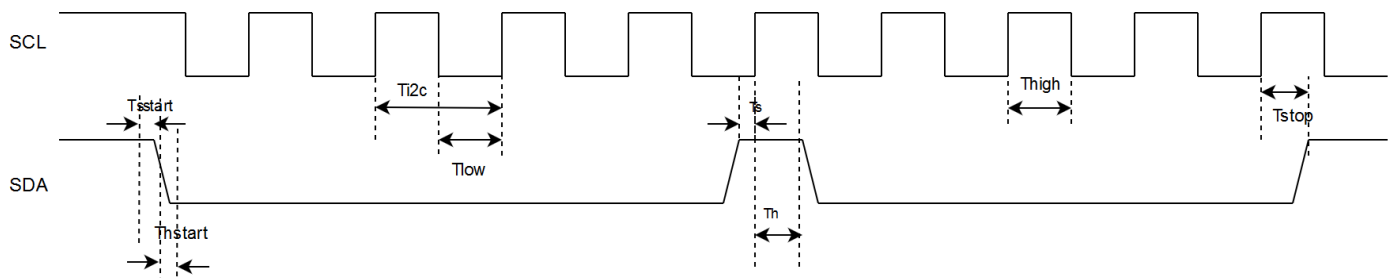 SCL
Ti2c
Thigh
Tsstart
Ts
Tstop
Tlow
SDA
Th
Thstart